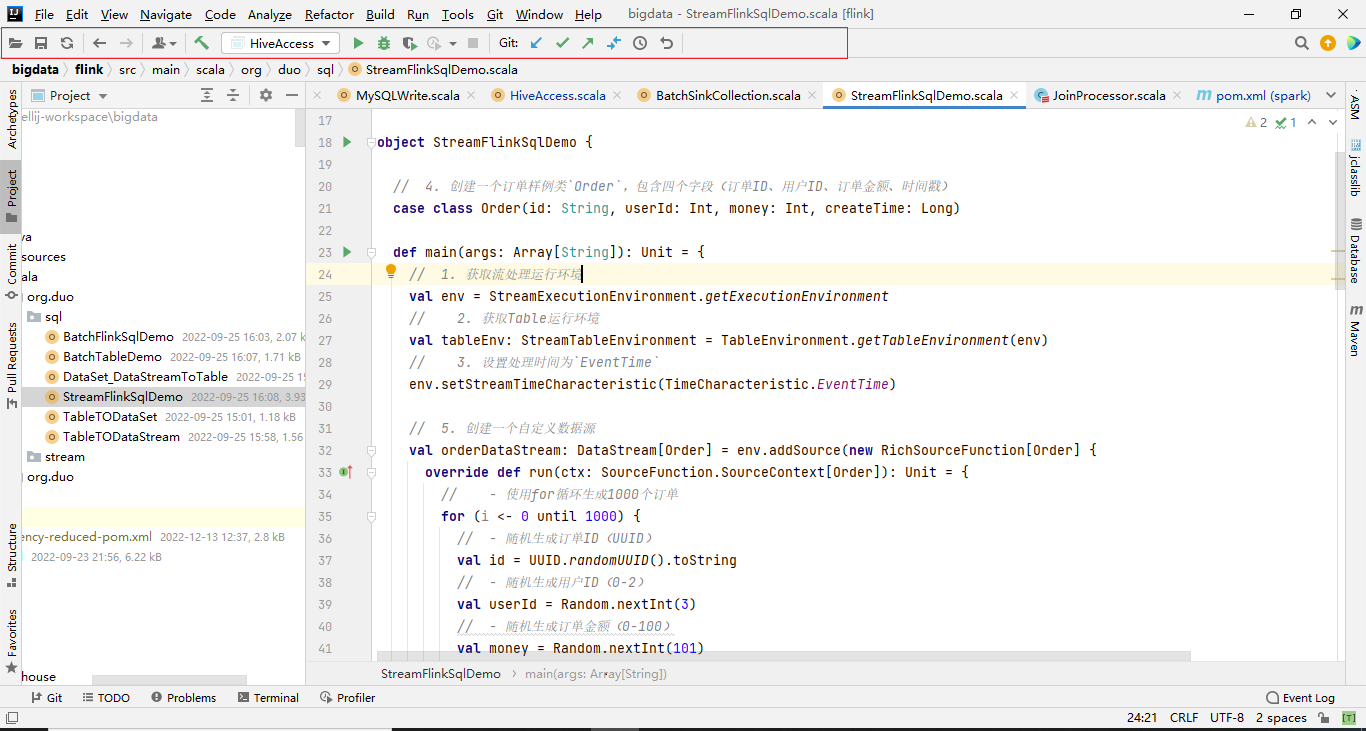 File Edit View Navigate Code Analyze Refactor Build Run Tools Git Window Help bigdata - StreamFlinkSqlDemo.scala [flink]
HiveAccess Git:
bigdata flink src main scala org duo sql StreamFlinkSqlDemo.scala
Project
MySQLWrite.scala HiveAccess.scala BatchSinkCollection.scala StreamFlinkSqlDemo.scala JoinProcessor.scala pom.xml (spark)
Archetypes
Project
Commit
Pull Requests
Structure
Favorites
ellij-workspace\bigdata
va
sources
ala
org.duo
sql
BatchFlinkSqlDemo 2022-09-25 16:03, 2.07 k
BatchTableDemo 2022-09-25 16:07, 1.71 kB
DataSet_DataStreamToTable 2022-09-25 15
StreamFlinkSqlDemo 2022-09-25 16:08, 3.93
TableTODataSet 2022-09-25 15:01, 1.18 kB
TableTODataStream 2022-09-25 15:58, 1.56
stream
org.duo
ency-reduced-pom.xml 2022-12-13 12:37, 2.8 kB
2022-09-23 21:56, 6.22 kB
house
2 1
17
18 object StreamFlinkSqlDemo {
19
20 // 4. 创建一个订单样例类`Order`，包含四个字段（订单ID、用户ID、订单金额、时间戳）
21 case class Order(id: String, userId: Int, money: Int, createTime: Long)
22
23 def main(args: Array[String]): Unit = {
24 // 1. 获取流处理运行环境
25 val env = StreamExecutionEnvironment.getExecutionEnvironment
26 // 2. 获取Table运行环境
27 val tableEnv: StreamTableEnvironment = TableEnvironment.getTableEnvironment(env)
28 // 3. 设置处理时间为`EventTime`
29 env.setStreamTimeCharacteristic(TimeCharacteristic.EventTime)
30
31 // 5. 创建一个自定义数据源
32 val orderDataStream: DataStream[Order] = env.addSource(new RichSourceFunction[Order] {
33 override def run(ctx: SourceFunction.SourceContext[Order]): Unit = {
34 // - 使用for循环生成1000个订单
35 for (i <- 0 until 1000) {
36 // - 随机生成订单ID（UUID）
37 val id = UUID.randomUUID().toString
38 // - 随机生成用户ID（0-2）
39 val userId = Random.nextInt(3)
40 // - 随机生成订单金额（0-100）
41 val money = Random.nextInt(101)
StreamFlinkSqlDemo main(args: Array[String])
ASM
jclasslib
Database
Maven
Git TODO Problems Terminal Profiler Event Log
24:21 CRLF UTF-8 2 spaces [T]